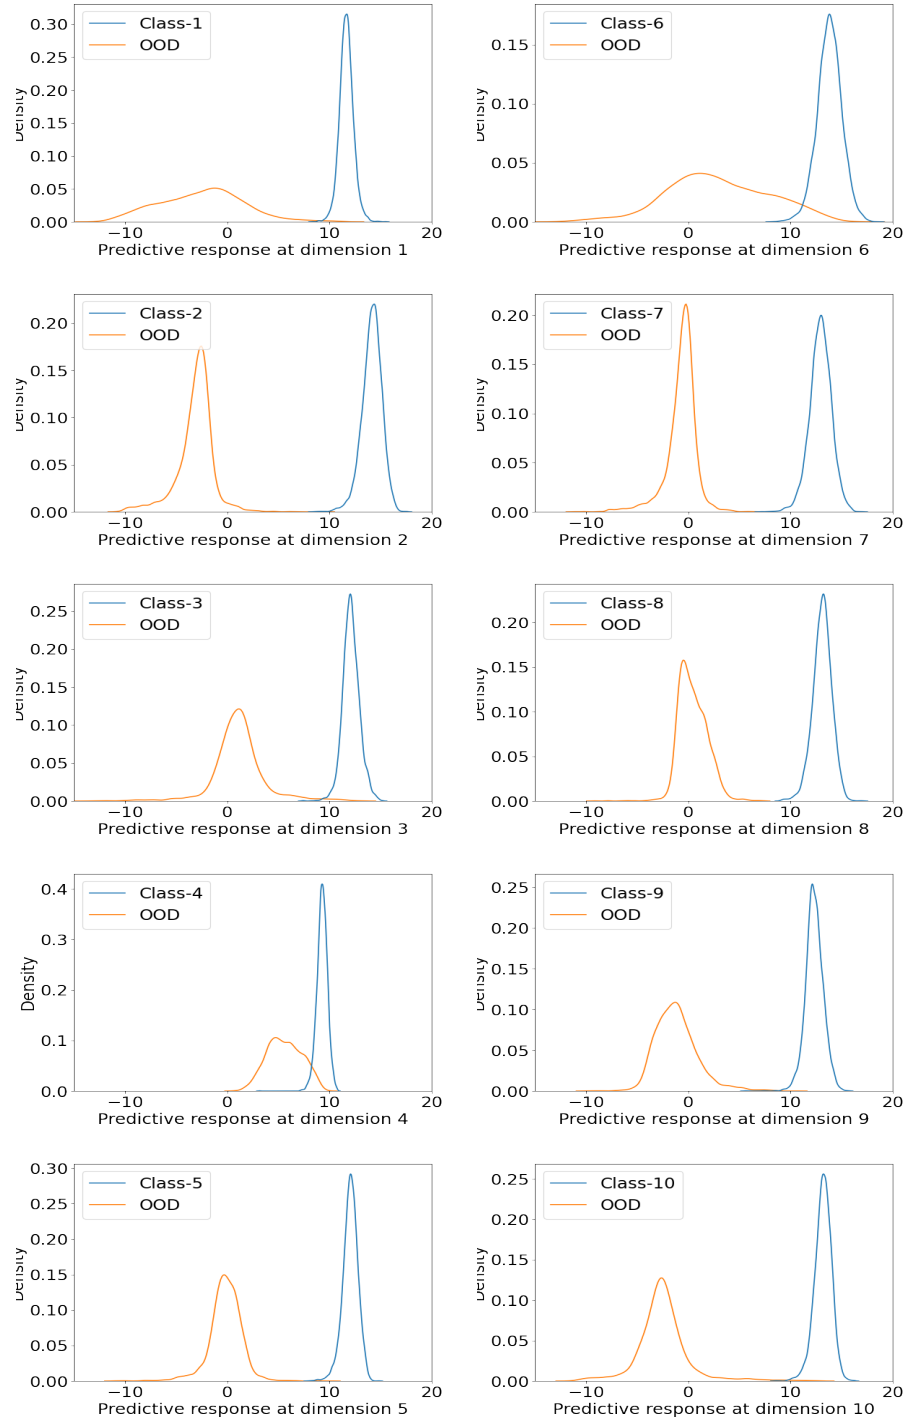 Class-1
OOD
0.30
0.25
0.20
0.15
0.10
0.05
0.00
Density
−10 0 10 20
Predictive response at dimension 1
Class-6
OOD
0.15
0.10
0.05
0.00
Density
−10 0 10 20
Predictive response at dimension 6
Class-2
OOD
0.20
0.15
0.10
0.05
0.00
Density
−10 0 10 20
Predictive response at dimension 2
Class-7
OOD
0.20
0.15
0.10
0.05
0.00
Density
−10 0 10 20
Predictive response at dimension 7
Class-3
OOD
0.25
0.20
0.15
0.10
0.05
0.00
Density
−10 0 10 20
Predictive response at dimension 3
Class-8
OOD
0.20
0.15
0.10
0.05
0.00
Density
−10 0 10 20
Predictive response at dimension 8
Class-4
OOD
0.4
0.3
0.2
0.1
0.0
Density
−10 0 10 20
Predictive response at dimension 4
Class-9
OOD
0.25
0.20
0.15
0.10
0.05
0.00
Density
−10 0 10 20
Predictive response at dimension 9
Class-5
OOD
0.30
0.25
0.20
0.15
0.10
0.05
0.00
Density
−10 0 10 20
Predictive response at dimension 5
Class-10
OOD
0.25
0.20
0.15
0.10
0.05
0.00
Density
−10 0 10 20
Predictive response at dimension 10